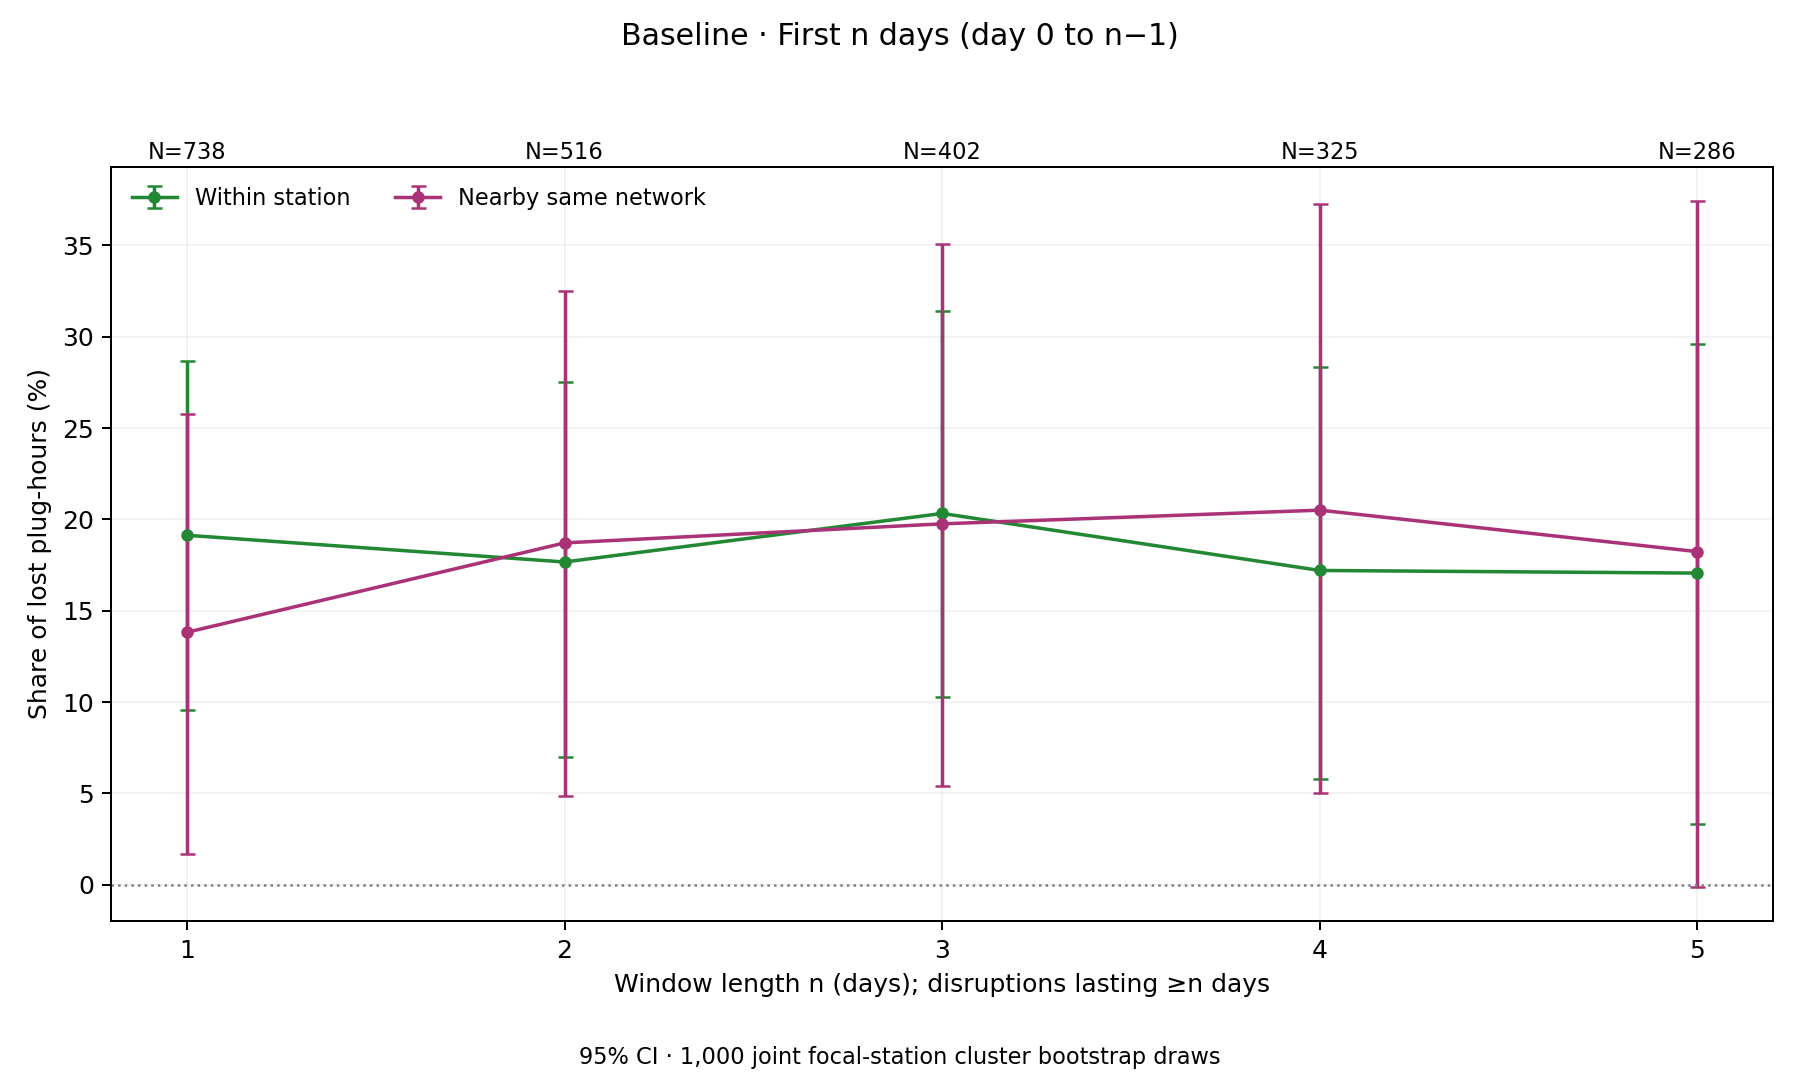 Baseline · First n days (day 0 to n−1)
N=738 N=516 N=402 N=325 N=286
Within station Nearby same network
35
30
25
20
15
10
5
0
Share of lost plug-hours (%)
1 2 3 4 5
Window length n (days); disruptions lasting ≥n days
95% CI · 1,000 joint focal-station cluster bootstrap draws